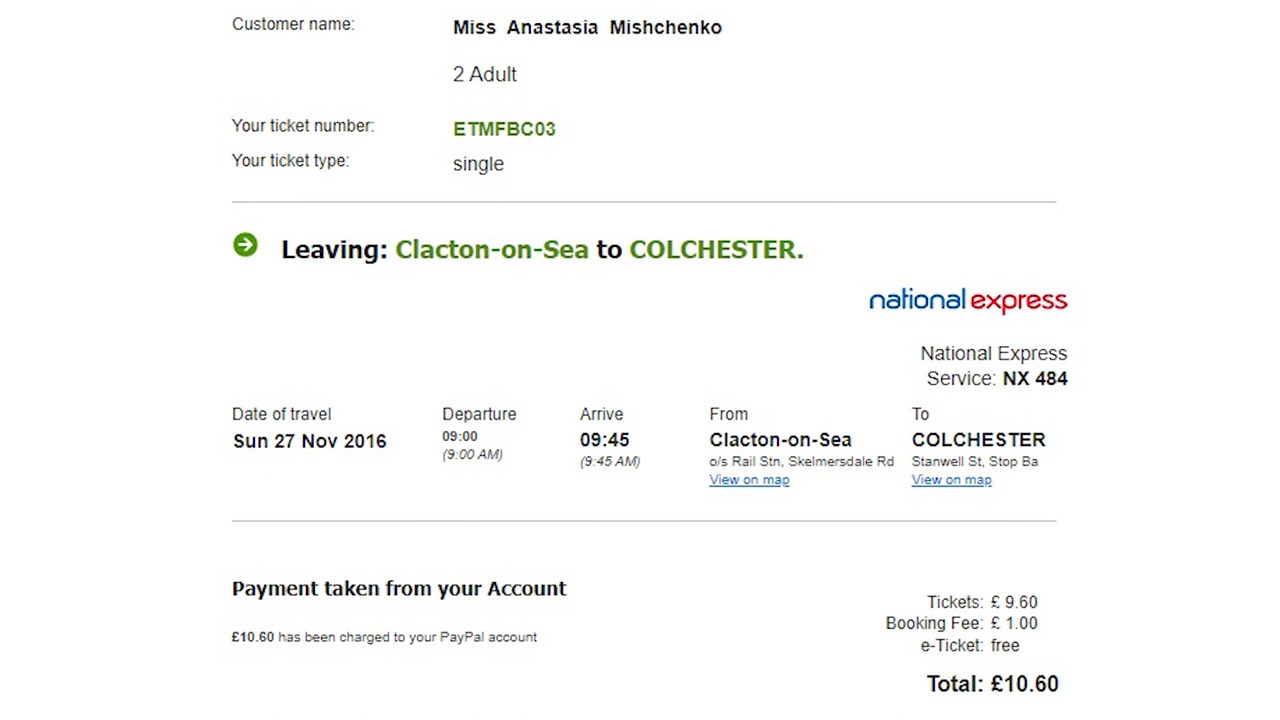 Customer name: Miss Anastasia Mishchenko
2 Adult
Your ticket number: ETMFBC03
Your ticket type: single
Leaving: Clacton-on-Sea to COLCHESTER.
national express
National Express
Service: NX 484
Date of travel Departure Arrive From To
Sun 27 Nov 2016 09:00 09:45 Clacton-on-Sea COLCHESTER
(9:00 AM) (9:45 AM) o/s Rail Stn, Skelmersdale Rd Stanwell St, Stop Ba
View on map View on map
Payment taken from your Account
Tickets: £ 9.60
Booking Fee: £ 1.00
£10.60 has been charged to your PayPal account
e-Ticket: free
Total: £10.60